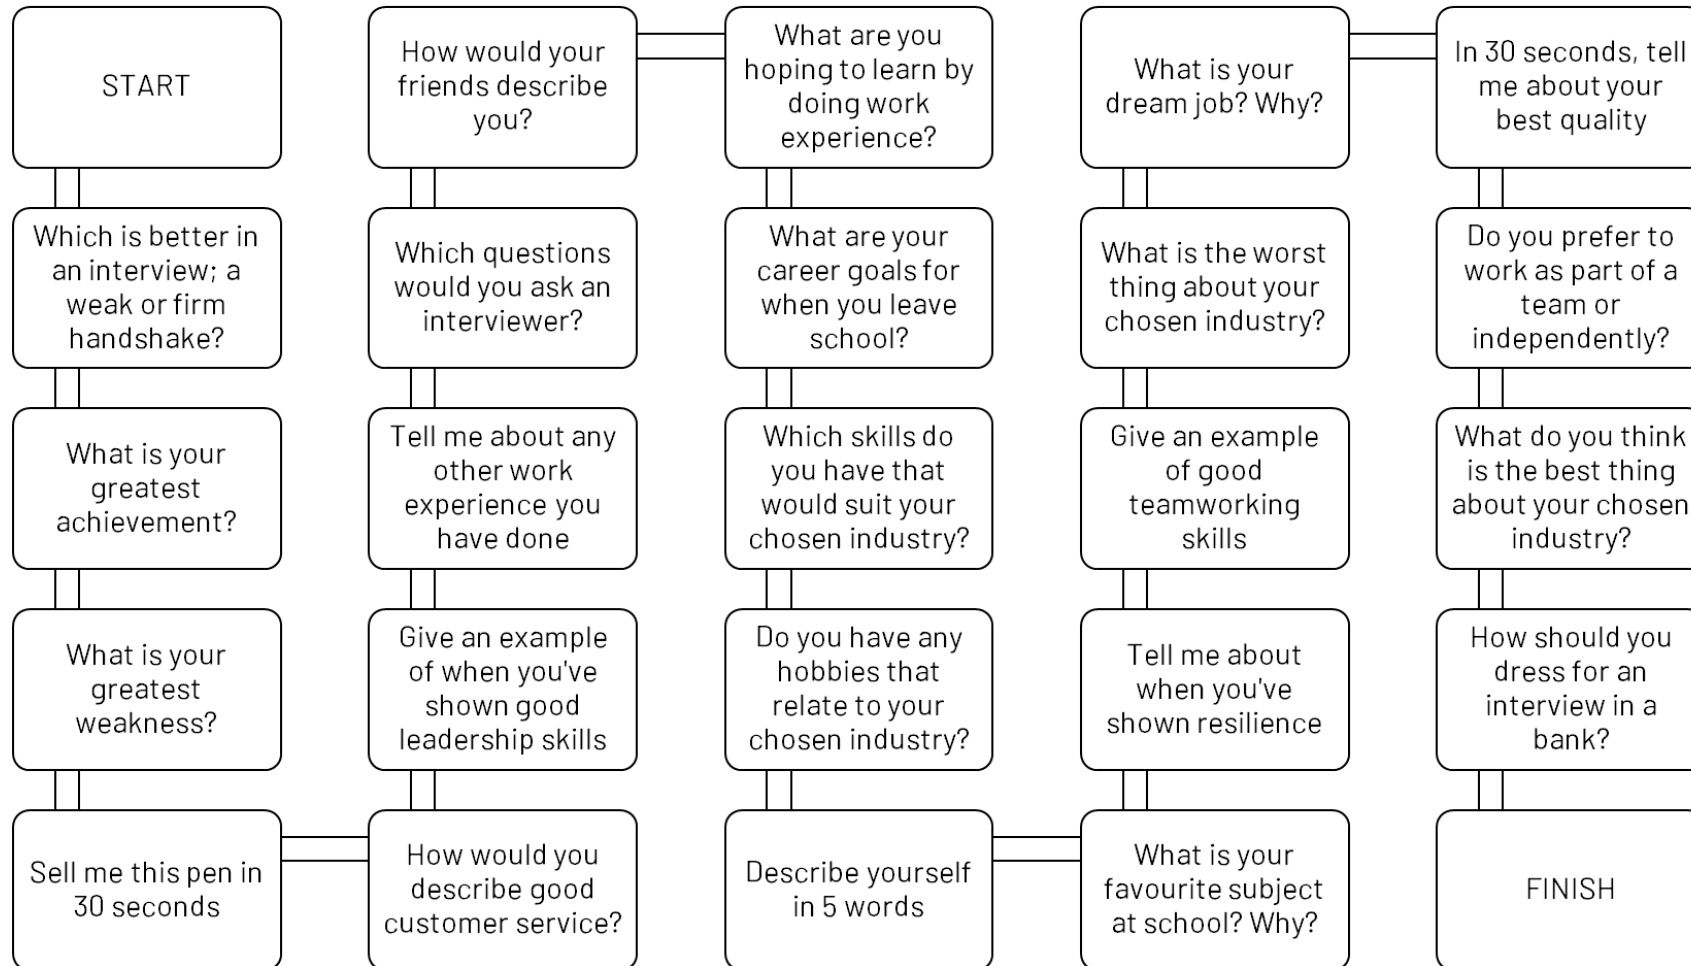 START
Which is better in
an interview; a
weak or firm
handshake?
What is your
greatest
achievement?
What is your
greatest
weakness?
Sell me this pen in
30 seconds
How would you
describe good
customer service?
Give an example
of when you've
shown good
leadership skills
Tell me about any
other work
experience you
have done
Which questions
would you ask an
interviewer?
How would your
friends describe
you?
What are you
hoping to learn by
doing work
experience?
What are your
career goals for
when you leave
school?
Which skills do
you have that
would suit your
chosen industry?
Do you have any
hobbies that
relate to your
chosen industry?
Describe yourself
in 5 words
What is your
favourite subject
at school? Why?
Tell me about
when you've
shown resilience
Give an example
of good
teamworking
skills
What is the worst
thing about your
chosen industry?
What is your
dream job? Why?
In 30 seconds, tell
me about your
best quality
Do you prefer to
work as part of a
team or
independently?
What do you think
is the best thing
about your chosen
industry?
How should you
dress for an
interview in a
bank?
FINISH